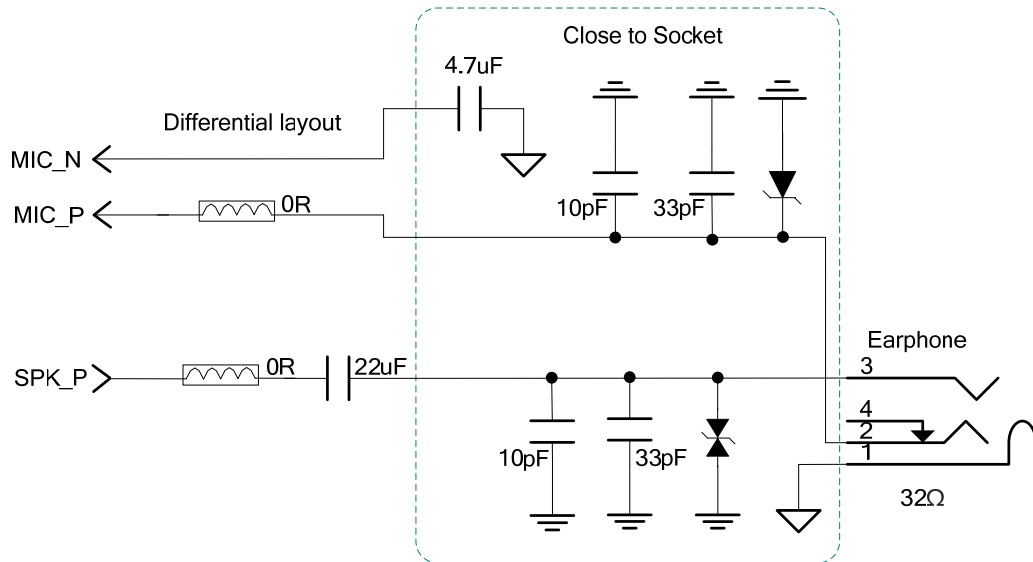 Close to Socket
4.7uF
Differential layout
MIC_N
MIC_P
0R
10pF
33pF
SPK_P
0R
22uF
Earphone
3
4
2
1
10pF
33pF
32Ω